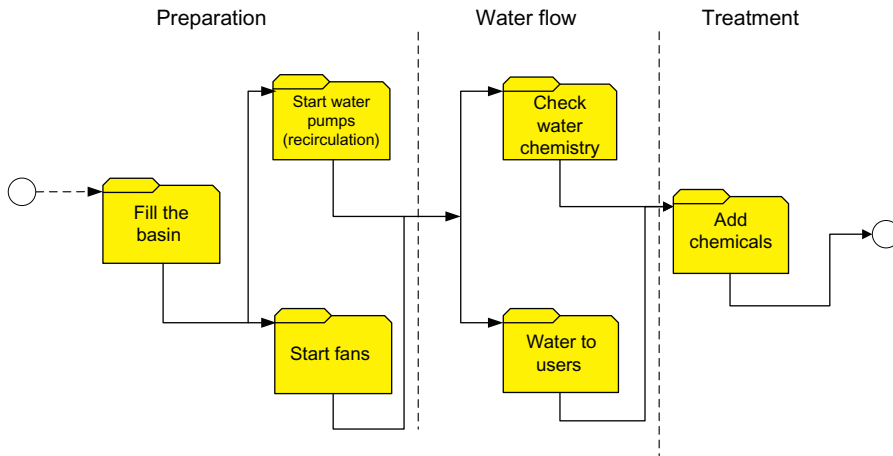 Preparation
Water flow
Treatment
Start water
pumps
(recirculation)
Check
water
chemistry
Fill the
basin
Add
chemicals
Start fans
Water to
users